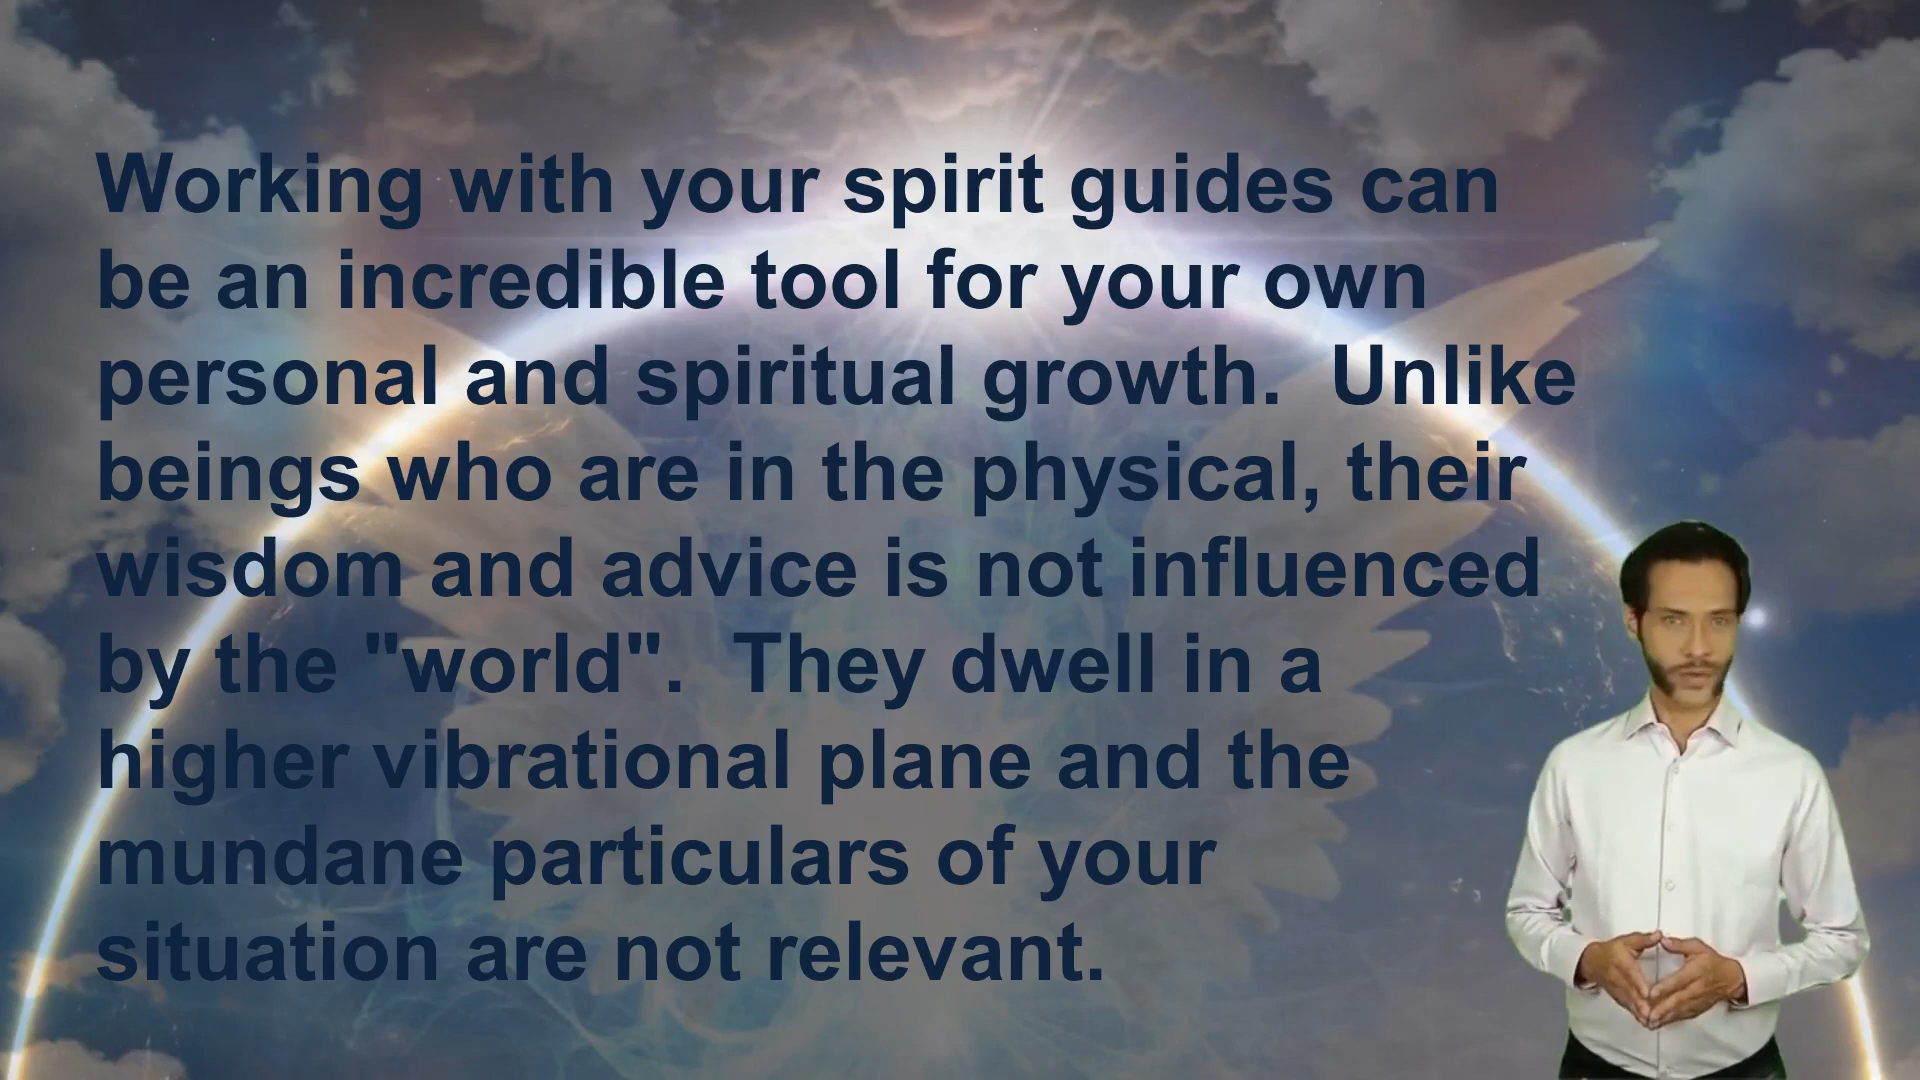 Working with your spirit guides can
be an incredible tool for your own
personal and spiritual growth.  Unlike
beings who are in the physical, their
wisdom and advice is not influenced
by the "world".  They dwell in a
higher vibrational plane and the
mundane particulars of your
situation are not relevant.